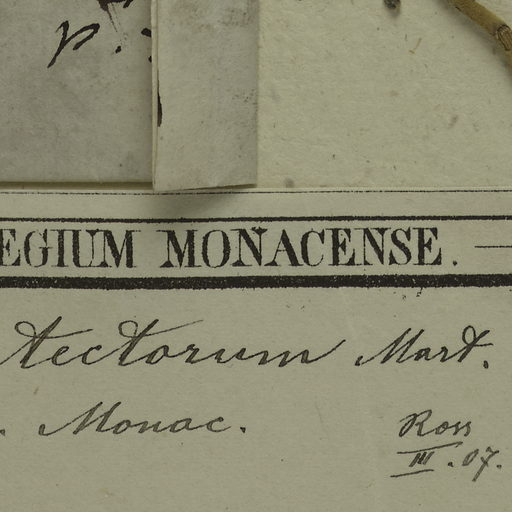 p.
EGIUM MONACENSE.
tectorum Mart.
. Monac.
Ross
III.07.